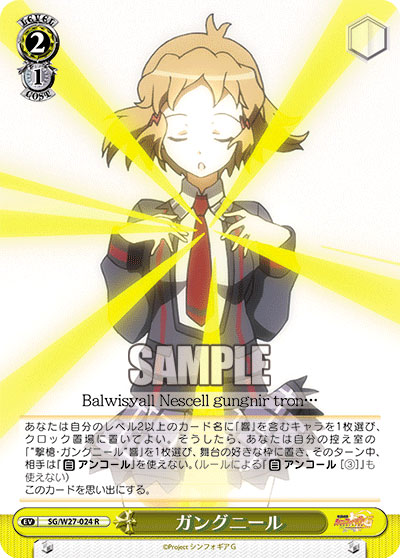 LEVEL
2
1
COST
SAMPLE
Balwisyall Nescell gungnir tron…
あなたは自分のレベル2以上のカード名に「響」を含むキャラを1枚選び、
クロック置場に置いてよい。そうしたら、あなたは自分の控え室の
「“撃槍・ガングニール”響」を1枚選び、舞台の好きな枠に置き、そのターン中、
相手は「自 アンコール」を使えない。(ルールによる「自 アンコール [③]」も
使えない)
このカードを思い出にする。
EV SG/W27-024 R
ガングニール
©Project シンフォギアG